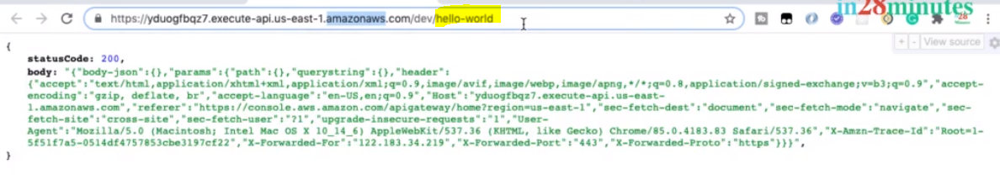 in28minutes
https://yduogfbqz7.execute-api.us-east-1.amazonaws.com/dev/hello-world
+ - View source
{
statusCode: 200,
body: "{"body-json":{},"params":{"path":{},"querystring":{},"header":
{"accept":"text/html,application/xhtml+xml,application/xml;q=0.9,image/avif,image/webp,image/apng,*/*;q=0.8,application/signed-exchange;v=b3;q=0.9","accept-
encoding":"gzip, deflate, br","accept-language":"en-US,en;q=0.9","Host":"yduogfbqz7.execute-api.us-east-
1.amazonaws.com","referer":"https://console.aws.amazon.com/apigateway/home?region=us-east-1","sec-fetch-dest":"document","sec-fetch-mode":"navigate","sec-
fetch-site":"cross-site","sec-fetch-user":"?1","upgrade-insecure-requests":"1","User-
Agent":"Mozilla/5.0 (Macintosh; Intel Mac OS X 10_14_6) AppleWebKit/537.36 (KHTML, like Gecko) Chrome/85.0.4183.83 Safari/537.36","X-Amzn-Trace-Id":"Root=1-
5f51f7a5-0514df4757853cbe3197cf22","X-Forwarded-For":"122.183.34.219","X-Forwarded-Port":"443","X-Forwarded-Proto":"https"}}}",
}